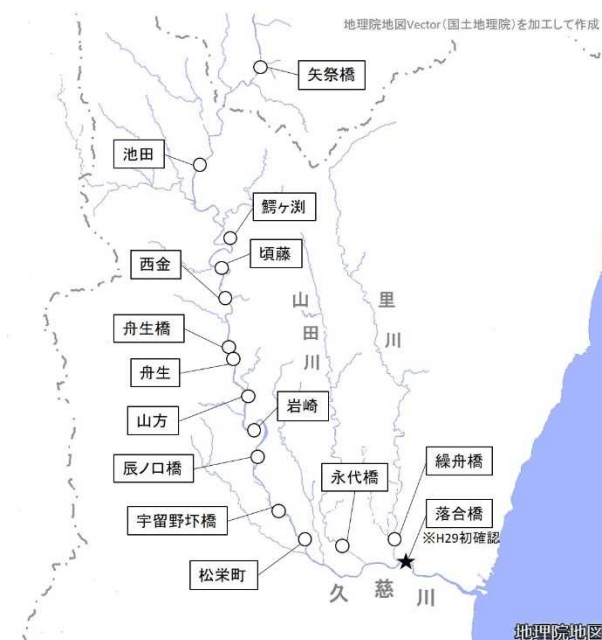 地理院地図Vector（国土地理院）を加工して作成
矢祭橋
池田
鰐ヶ渕
頃藤
西金
山田川
里川
舟生橋
舟生
山方
岩崎
辰ノ口橋
永代橋
繰舟橋
宇留野圷橋
落合橋
※H29初確認
松栄町
久慈川
地理院地図